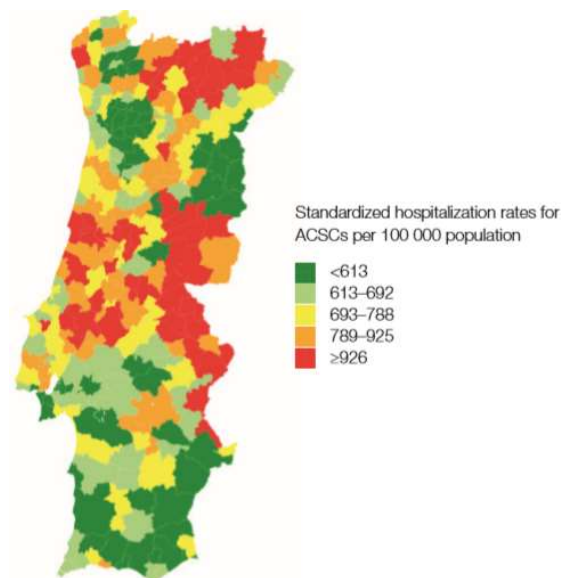 Standardized hospitalization rates for
ACSCs per 100 000 population
<613
613–692
693–788
789–925
≥926